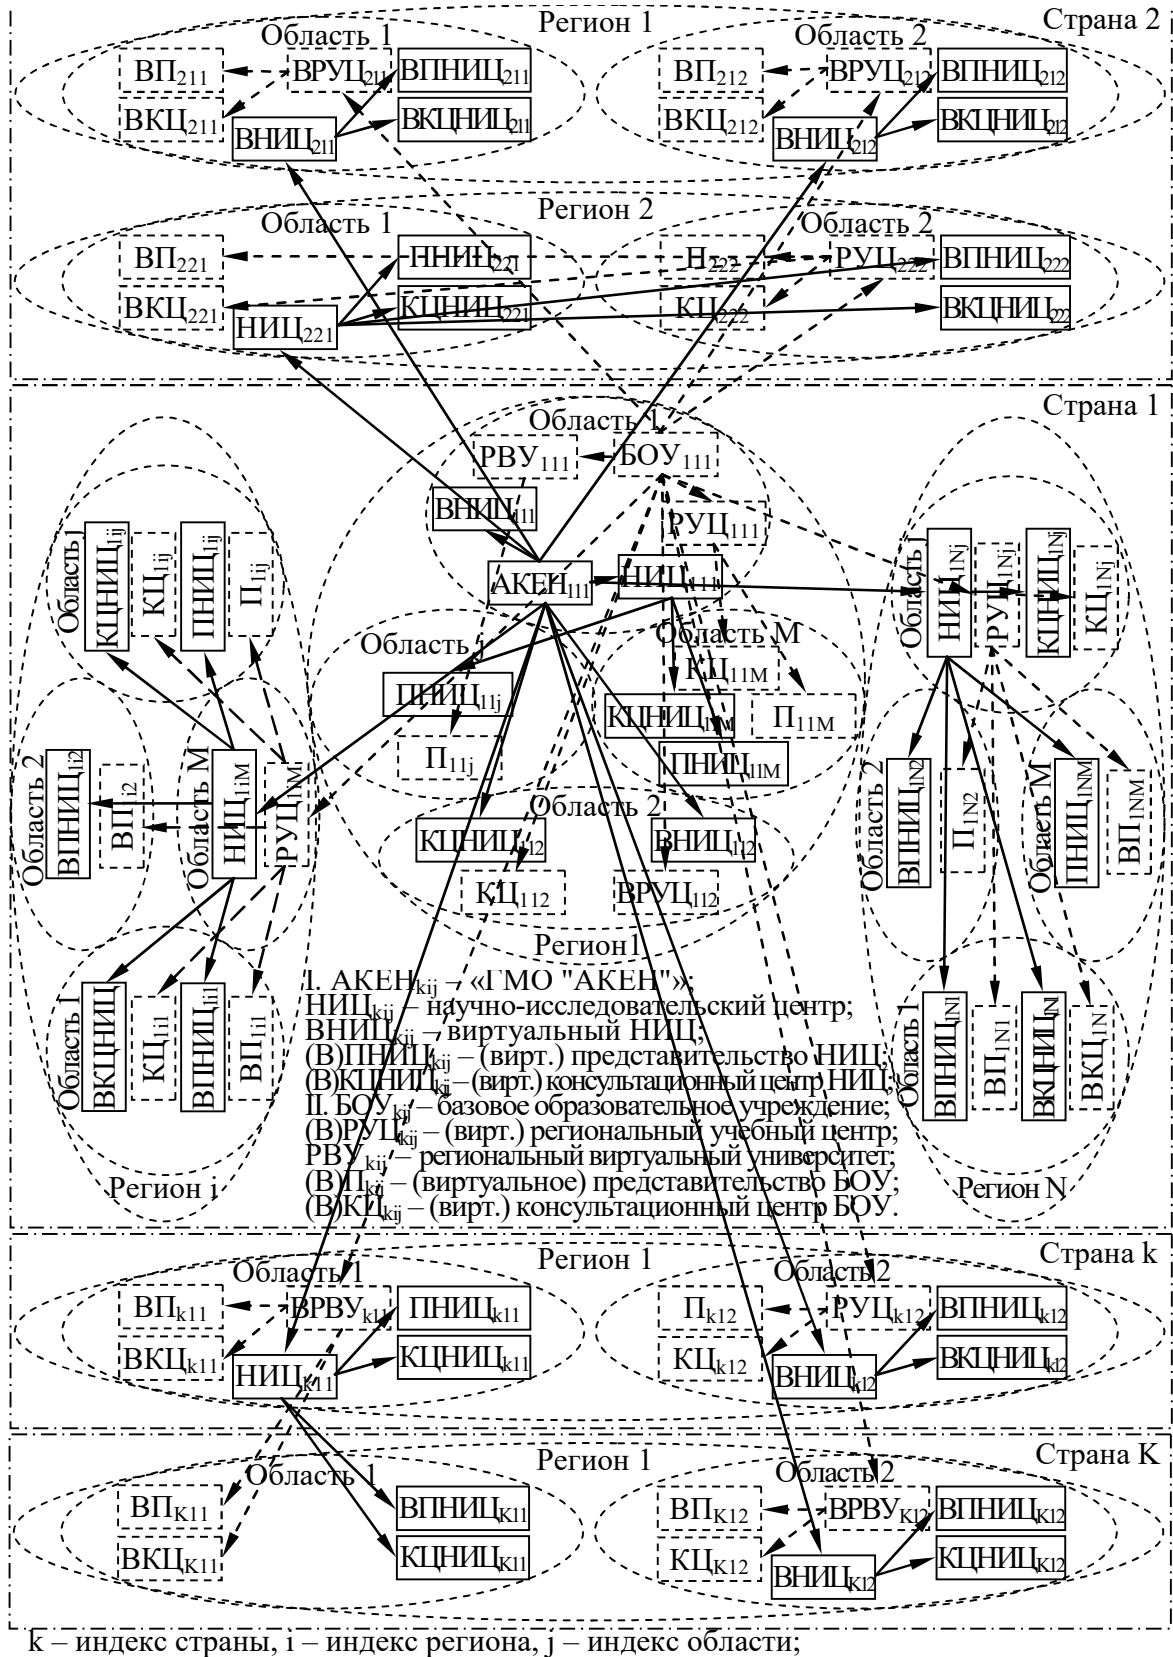 Регион 1
Страна 2
Область 1
Область 2
ВП211
ВРУЦ211
ВПНИЦ211
ВП212
ВРУЦ212
ВПНИЦ212
ВКЦ211
ВКЦНИЦ211
ВКЦ212
ВКЦНИЦ212
ВНИЦ211
ВНИЦ212
Регион 2
Область 1
Область 2
ВП221
ПНИЦ221
П222
РУЦ222
ВПНИЦ222
ВКЦ221
КЦНИЦ221
КЦ222
ВКЦНИЦ222
НИЦ221
Страна 1
Область 1
РВУ111
БОУ111
ВНИЦ111
РУЦ111
АКЕН111
НИЦ111
Область j
ПНИЦ11j
П11j
Область M
КЦ11M
КЦНИЦ11M
П11M
ПНИЦ11M
Область 2
КЦНИЦ112
ВНИЦ112
КЦ112
ВРУЦ112
Регион1
Область j
КЦНИЦ1ij
КЦ1ij
ПНИЦ1ij
П1ij
Область 2
ВПНИЦ1i2
ВП1i2
Область M
НИЦ1iM
РУЦ1iM
Область 1
ВКЦНИЦ
КЦ1i1
ВПНИЦ1i1
ВП1i1
Регион i
Область j
НИЦ1Nj
РУЦ1Nj
КЦНИЦ1Nj
КЦ1Nj
Область 2
ВПНИЦ1N2
П1N2
Область M
ПНИЦ1NM
ВП1NM
Область 1
ВПНИЦ1N1
ВП1N1
ВКЦНИЦ1N
ВКЦ1N
Регион N
I. АКЕНkij – «ГМО "АКЕН"»;
НИЦkij – научно-исследовательский центр;
ВНИЦkij – виртуальный НИЦ;
(В)ПНИЦkij – (вирт.) представительство НИЦ;
(В)КЦНИЦkij – (вирт.) консультационный центр НИЦ;
II. БОУkij – базовое образовательное учреждение;
(В)РУЦkij – (вирт.) региональный учебный центр;
РВУkij – региональный виртуальный университет;
(В)Пkij – (виртуальное) представительство БОУ;
(В)КЦkij – (вирт.) консультационный центр БОУ.
Регион 1
Страна k
Область 1
Область 2
ВПk11
ВРВУk11
ПНИЦk11
Пk12
РУЦk12
ВПНИЦk12
ВКЦk11
КЦНИЦk11
КЦk12
ВКЦНИЦk12
НИЦk11
ВНИЦk12
Регион 1
Страна K
Область 1
Область 2
ВПK11
ВПНИЦK11
ВПK12
ВРВУK12
ВПНИЦK12
ВКЦK11
КЦНИЦK11
КЦK12
КЦНИЦK12
ВНИЦK12
k – индекс страны, i – индекс региона, j – индекс области;